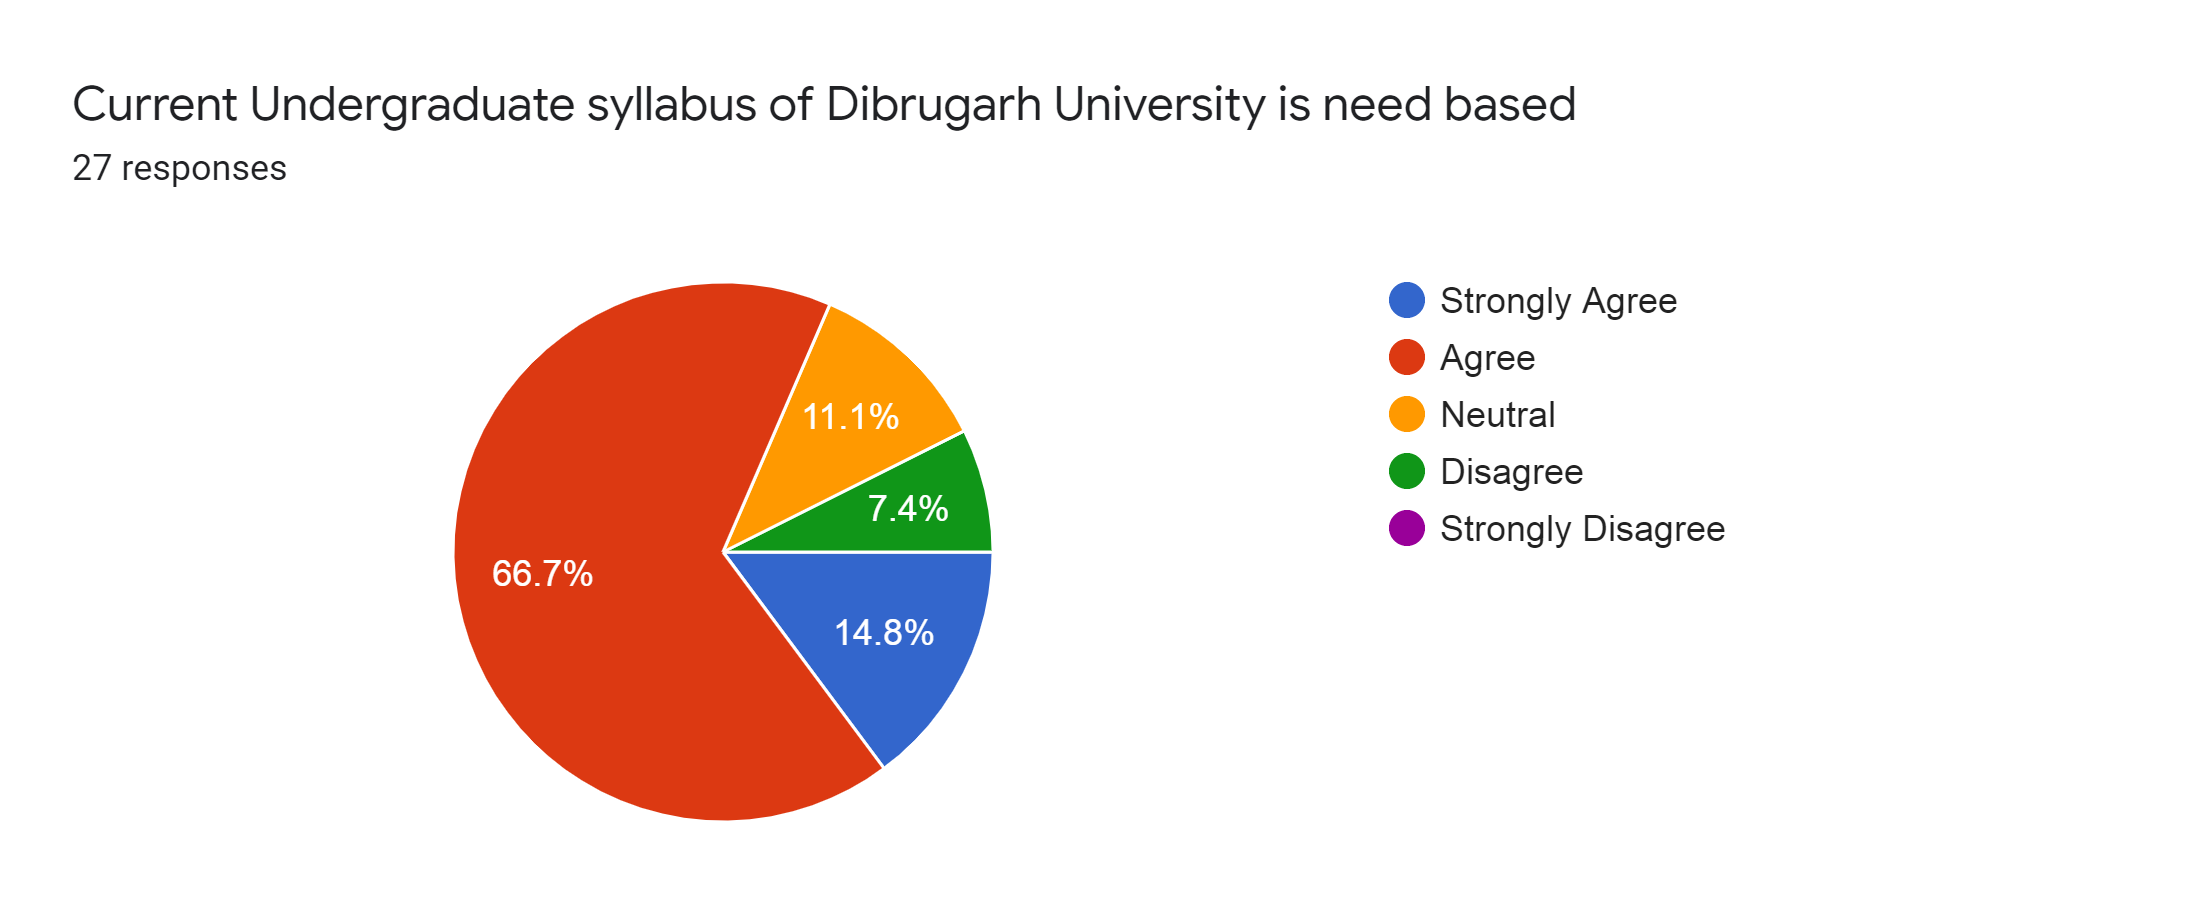 Current Undergraduate syllabus of Dibrugarh University is need based
27 responses
11.1%
7.4%
66.7%
14.8%
Strongly Agree
Agree
Neutral
Disagree
Strongly Disagree